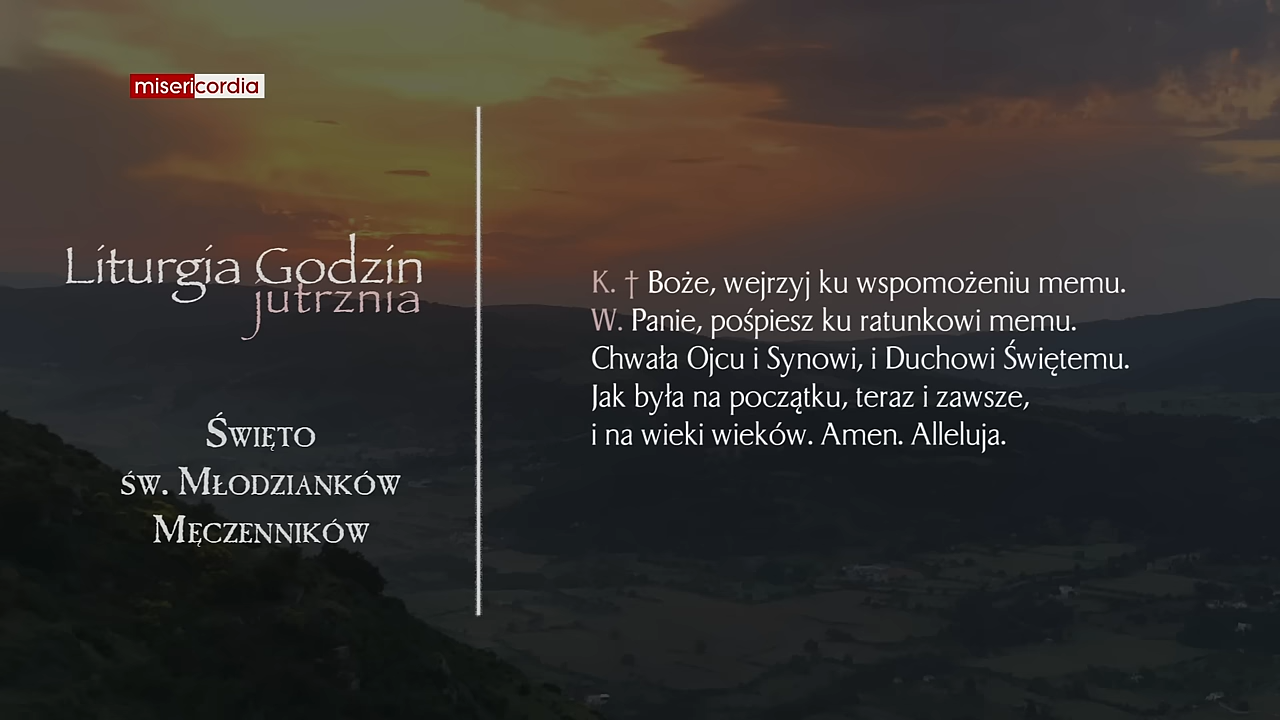 misericordia
Liturgia Godzin
jutrznia
Święto
św. Młodzianków
Męczenników
K. † Boże, wejrzyj ku wspomożeniu memu.
W. Panie, pośpiesz ku ratunkowi memu.
Chwała Ojcu i Synowi, i Duchowi Świętemu.
Jak była na początku, teraz i zawsze,
i na wieki wieków. Amen. Alleluja.